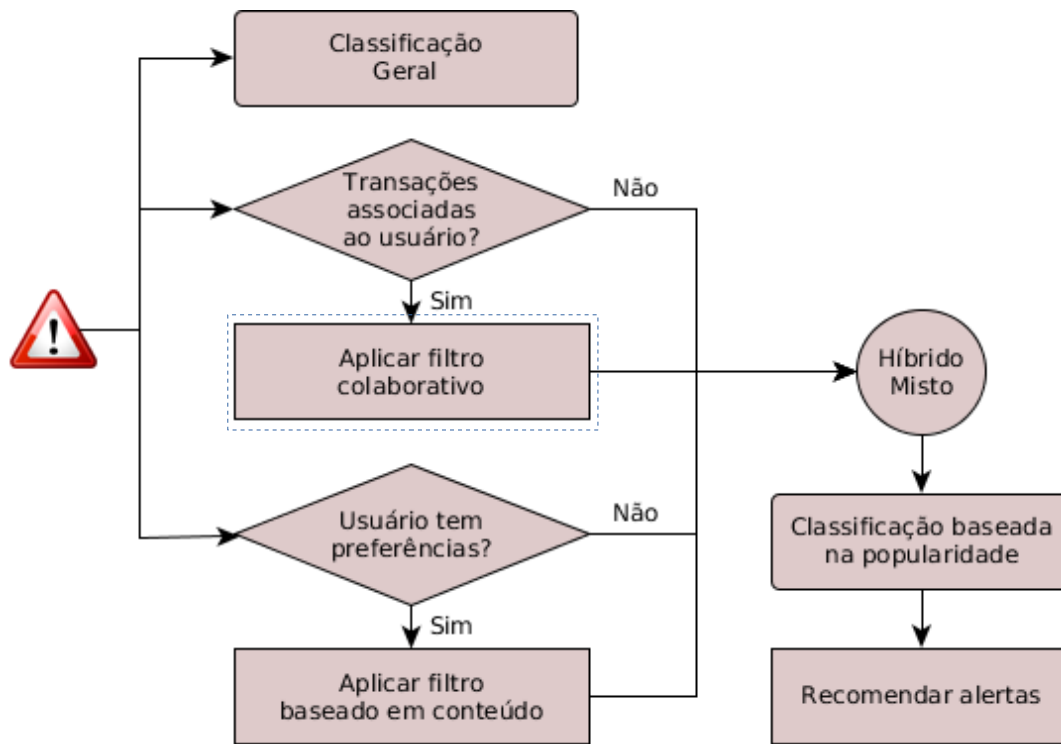 Classificação
Geral
Transações
associadas
ao usuário?
Não
Sim
Aplicar filtro
colaborativo
Híbrido
Misto
Usuário tem
preferências?
Não
Sim
Classificação baseada
na popularidade
Aplicar filtro
baseado em conteúdo
Recomendar alertas